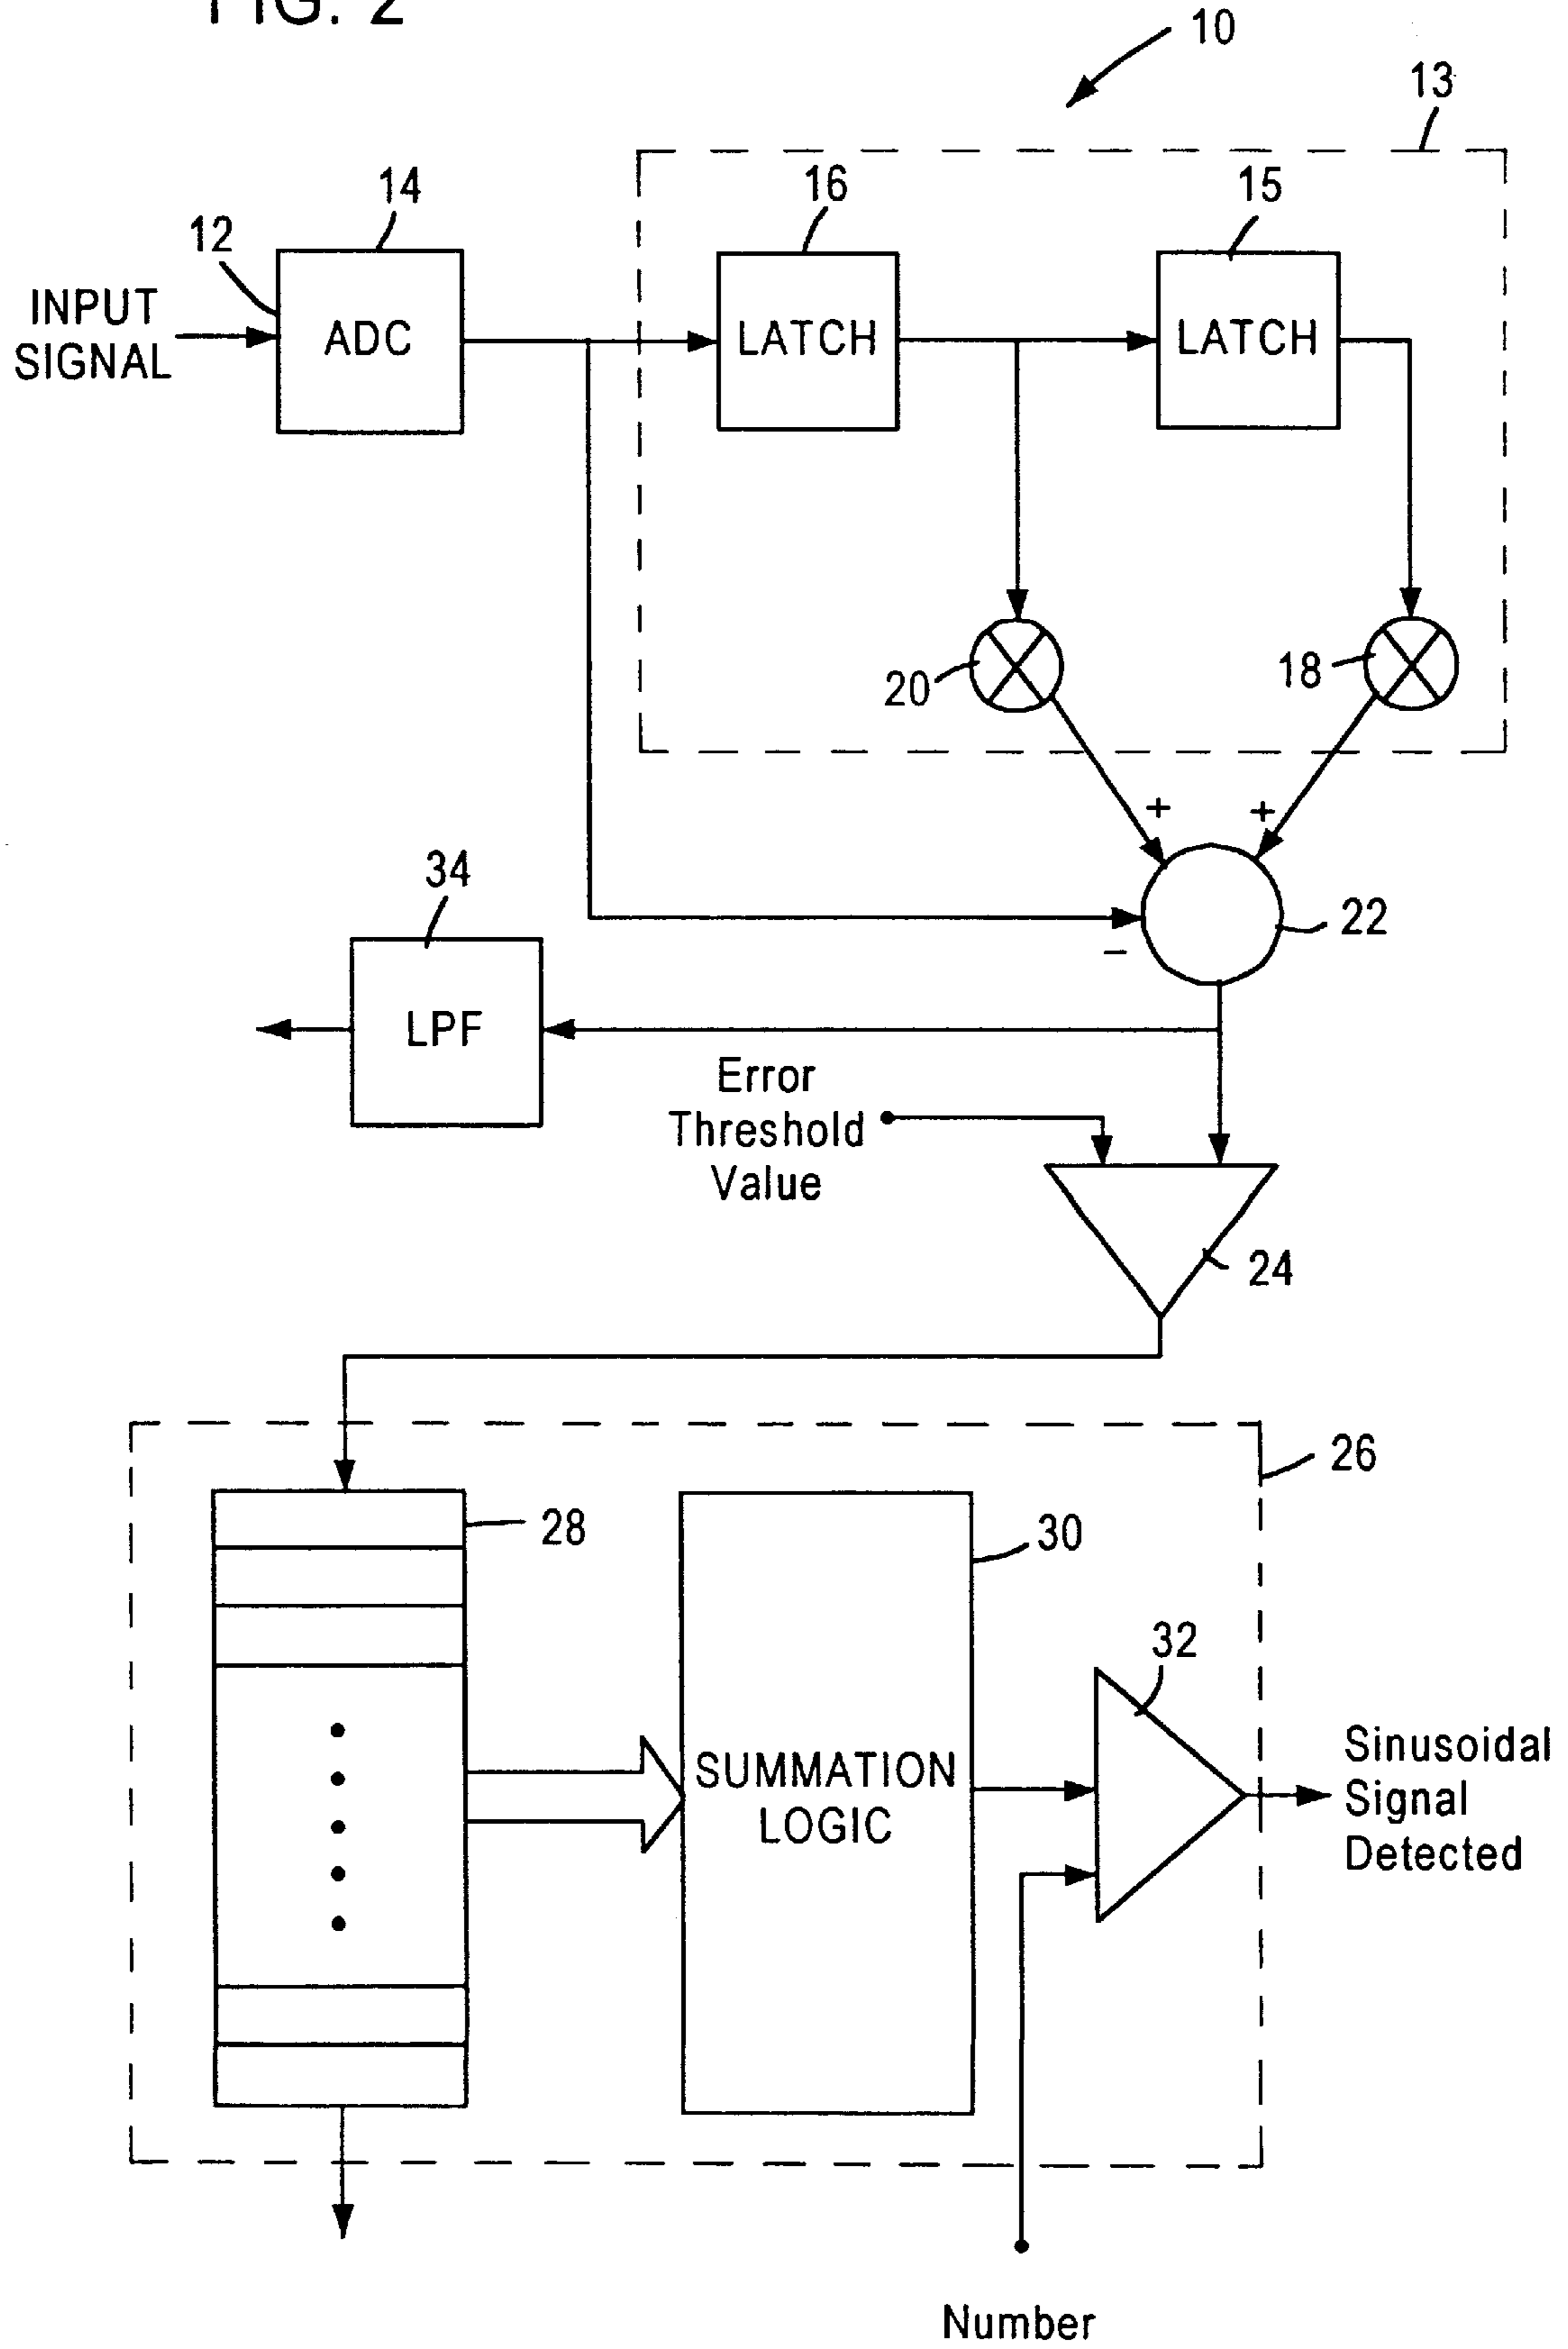 FIG. 2
10
13
14
16
15
12
INPUT
SIGNAL
ADC
LATCH
LATCH
20
18
+
+
34
22
−
LPF
Error
Threshold
Value
24
26
28
30
32
SUMMATION
LOGIC
Sinusoidal
Signal
Detected
Number